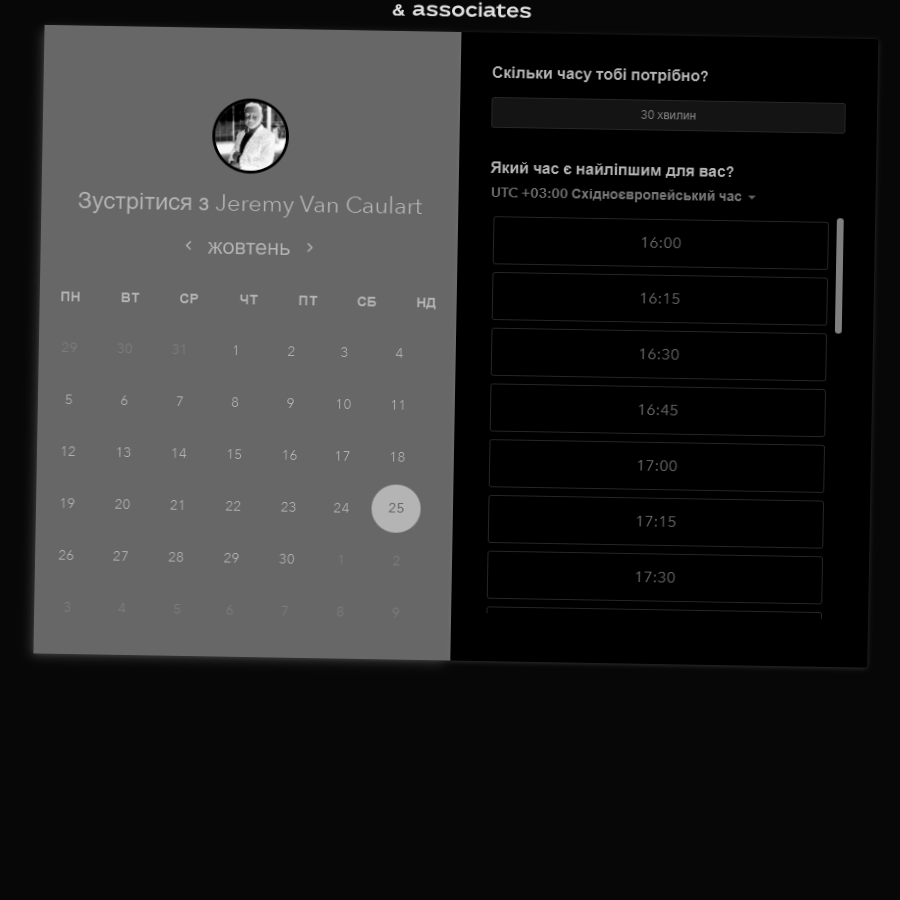 & associates
Зустрітися з Jeremy Van Caulart
жовтень
ПН ВТ СР ЧТ ПТ СБ НД
29 30 31 1 2 3 4
5 6 7 8 9 10 11
12 13 14 15 16 17 18
19 20 21 22 23 24 25
26 27 28 29 30 1 2
3 4 5 6 7 8 9
Скільки часу тобі потрібно?
30 хвилин
Який час є найліпшим для вас?
UTC +03:00 Східноєвропейський час
16:00
16:15
16:30
16:45
17:00
17:15
17:30